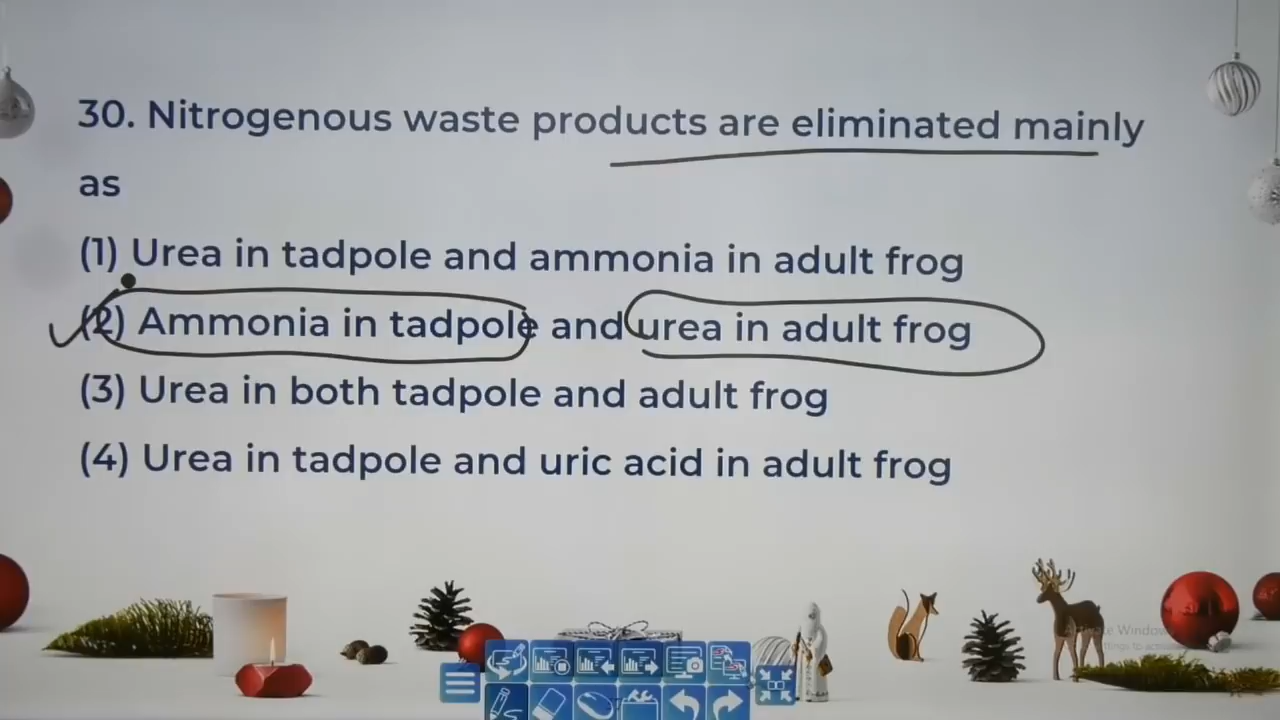 30. Nitrogenous waste products are eliminated mainly
as
(1) Urea in tadpole and ammonia in adult frog
(2) Ammonia in tadpole and urea in adult frog
(3) Urea in both tadpole and adult frog
(4) Urea in tadpole and uric acid in adult frog